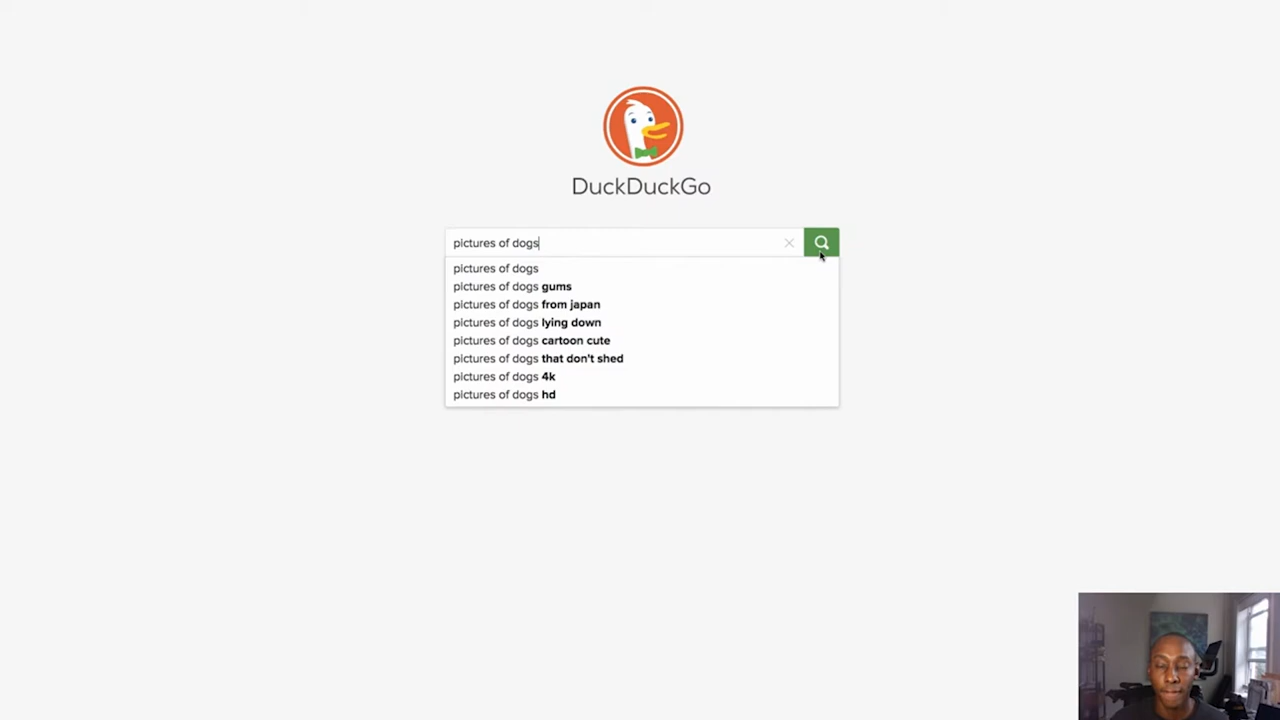 DuckDuckGo
pictures of dogs
pictures of dogs
pictures of dogs gums
pictures of dogs from japan
pictures of dogs lying down
pictures of dogs cartoon cute
pictures of dogs that don't shed
pictures of dogs 4k
pictures of dogs hd